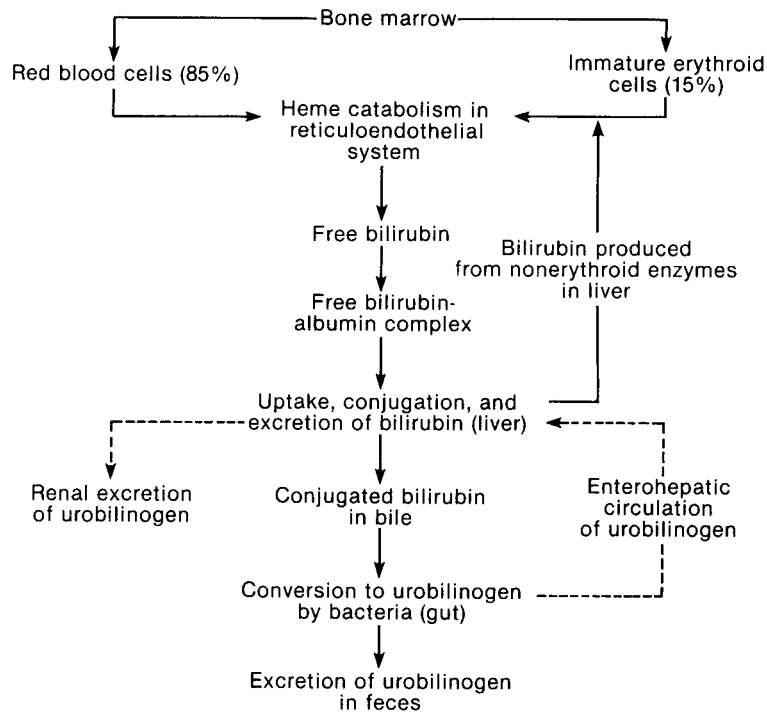 Bone marrow
Red blood cells (85%)
Immature erythroid
cells (15%)
Heme catabolism in
reticuloendothelial
system
Free bilirubin
Bilirubin produced
from nonerythroid enzymes
in liver
Free bilirubin-
albumin complex
Uptake, conjugation, and
excretion of bilirubin (liver)
Renal excretion
of urobilinogen
Conjugated bilirubin
in bile
Enterohepatic
circulation
of urobilinogen
Conversion to urobilinogen
by bacteria (gut)
Excretion of urobilinogen
in feces